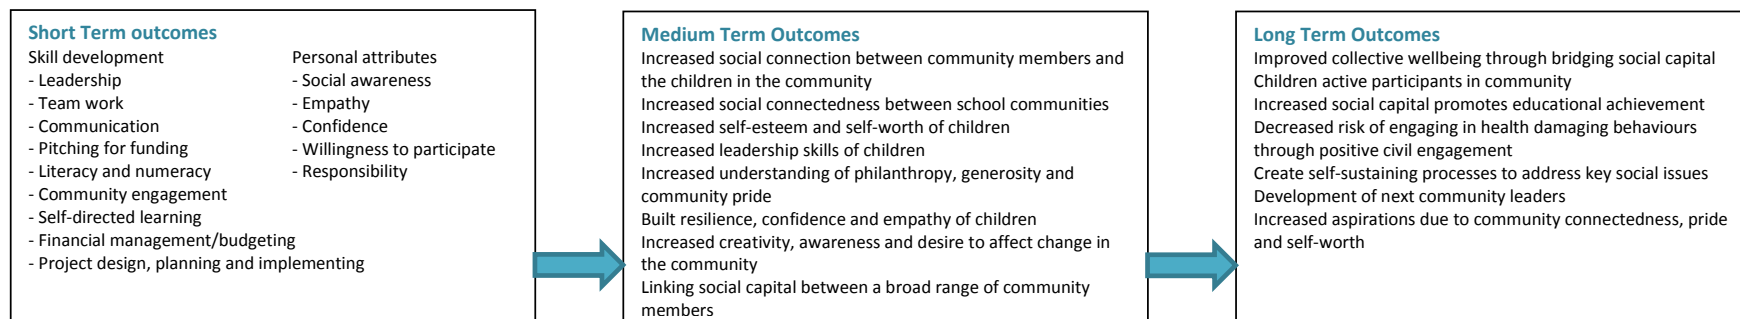 Short Term outcomes
Skill development
- Leadership
- Team work
- Communication
- Pitching for funding
- Literacy and numeracy
- Community engagement
- Self-directed learning
- Financial management/budgeting
- Project design, planning and implementing
Personal attributes
- Social awareness
- Empathy
- Confidence
- Willingness to participate
- Responsibility
Medium Term Outcomes
Increased social connection between community members and
the children in the community
Increased social connectedness between school communities
Increased self-esteem and self-worth of children
Increased leadership skills of children
Increased understanding of philanthropy, generosity and
community pride
Built resilience, confidence and empathy of children
Increased creativity, awareness and desire to affect change in
the community
Linking social capital between a broad range of community
members
Long Term Outcomes
Improved collective wellbeing through bridging social capital
Children active participants in community
Increased social capital promotes educational achievement
Decreased risk of engaging in health damaging behaviours
through positive civil engagement
Create self-sustaining processes to address key social issues
Development of next community leaders
Increased aspirations due to community connectedness, pride
and self-worth